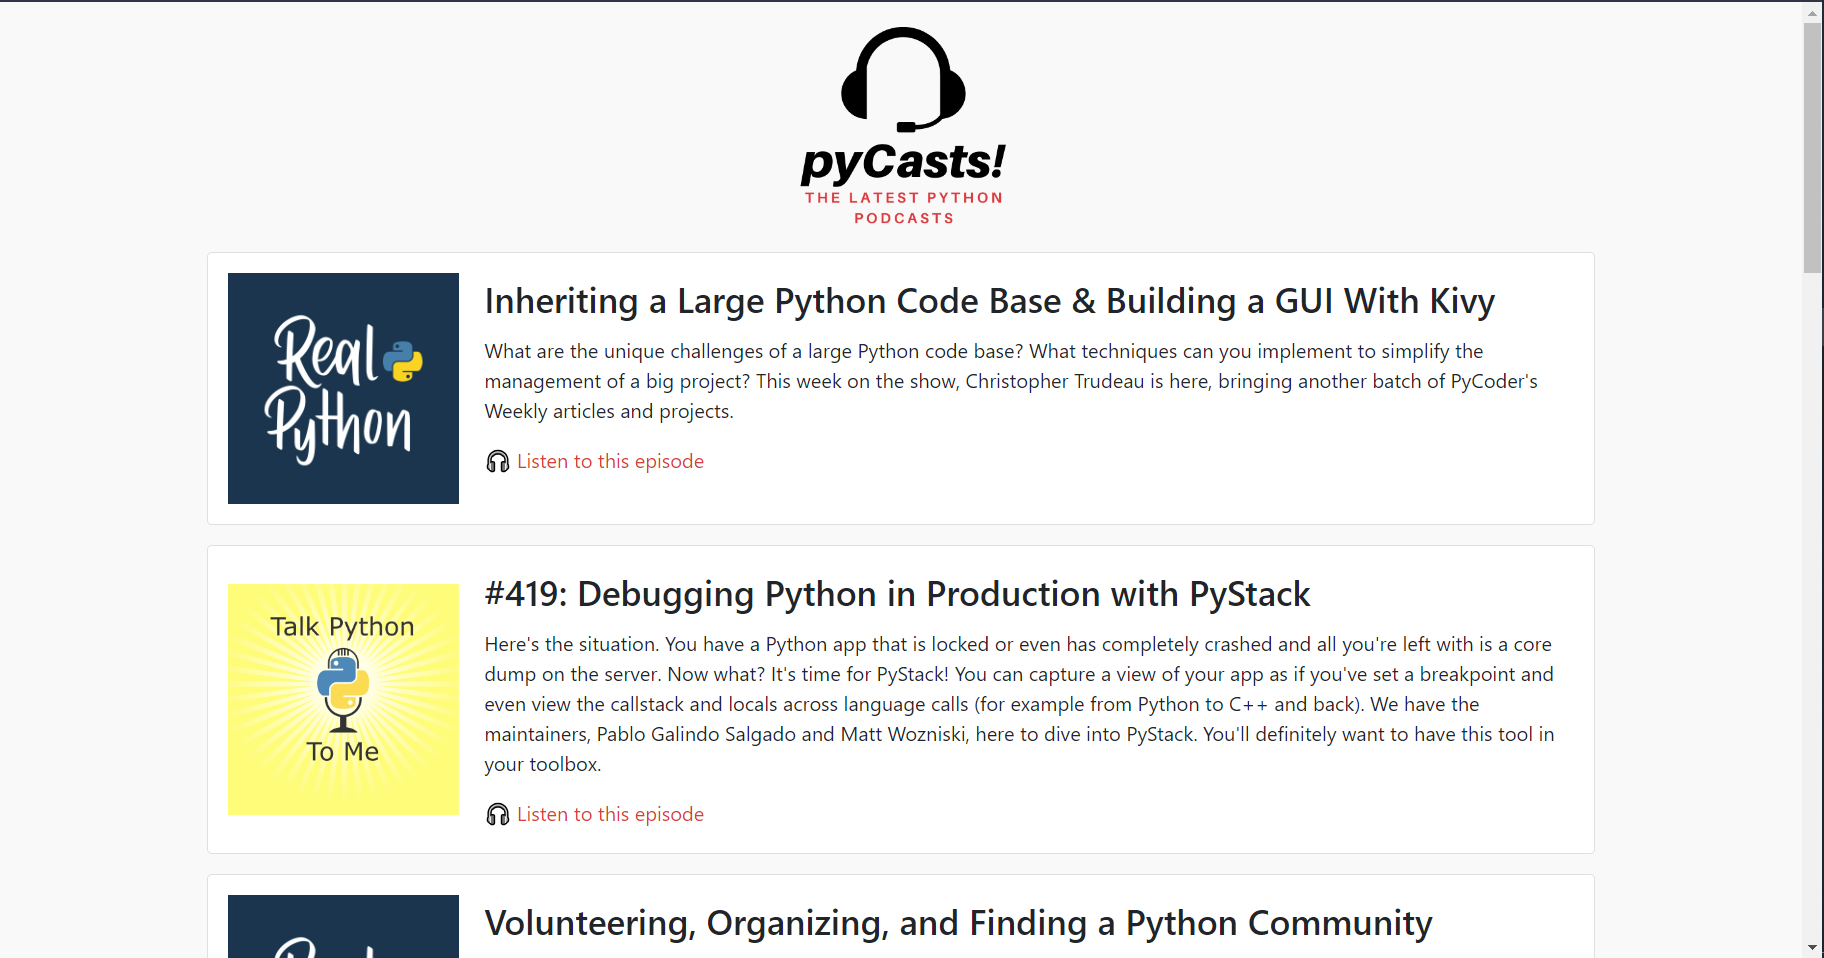 pyCasts!
THE LATEST PYTHON
PODCASTS
Real
Python
Inheriting a Large Python Code Base & Building a GUI With Kivy
What are the unique challenges of a large Python code base? What techniques can you implement to simplify the
management of a big project? This week on the show, Christopher Trudeau is here, bringing another batch of PyCoder's
Weekly articles and projects.
Listen to this episode
Talk Python
To Me
#419: Debugging Python in Production with PyStack
Here's the situation. You have a Python app that is locked or even has completely crashed and all you're left with is a core
dump on the server. Now what? It's time for PyStack! You can capture a view of your app as if you've set a breakpoint and
even view the callstack and locals across language calls (for example from Python to C++ and back). We have the
maintainers, Pablo Galindo Salgado and Matt Wozniski, here to dive into PyStack. You'll definitely want to have this tool in
your toolbox.
Listen to this episode
Volunteering, Organizing, and Finding a Python Community